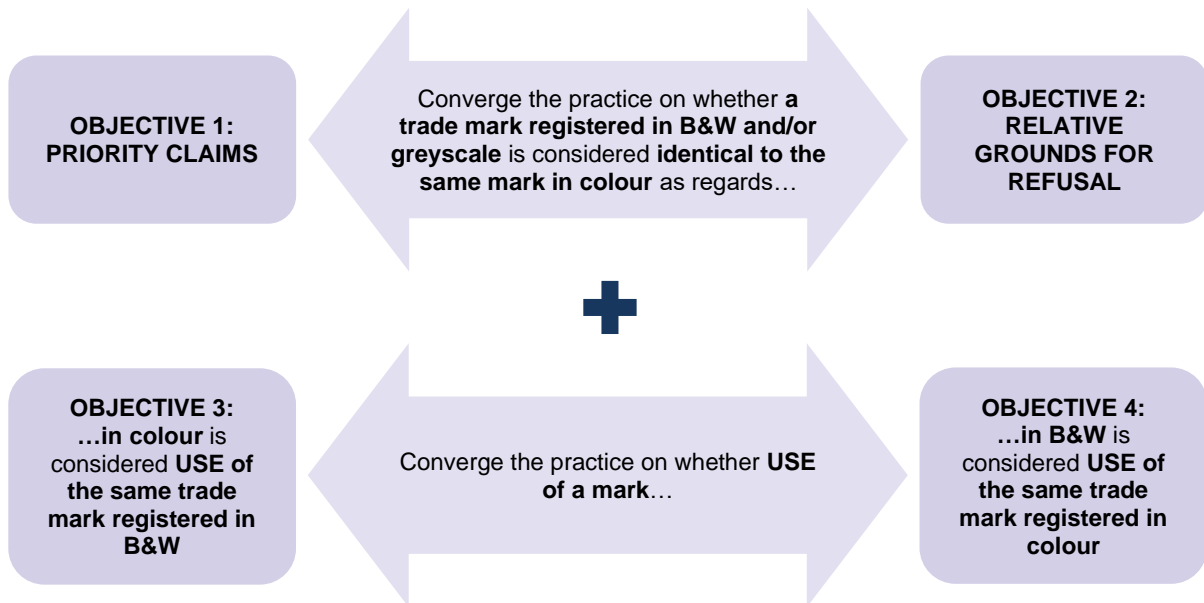 OBJECTIVE 1:
PRIORITY CLAIMS
Converge the practice on whether a
trade mark registered in B&W and/or
greyscale is considered identical to the
same mark in colour as regards…
OBJECTIVE 2:
RELATIVE
GROUNDS FOR
REFUSAL
OBJECTIVE 3:
…in colour is
considered USE of
the same trade
mark registered in
B&W
Converge the practice on whether USE
of a mark…
OBJECTIVE 4:
…in B&W is
considered USE of
the same trade
mark registered in
colour